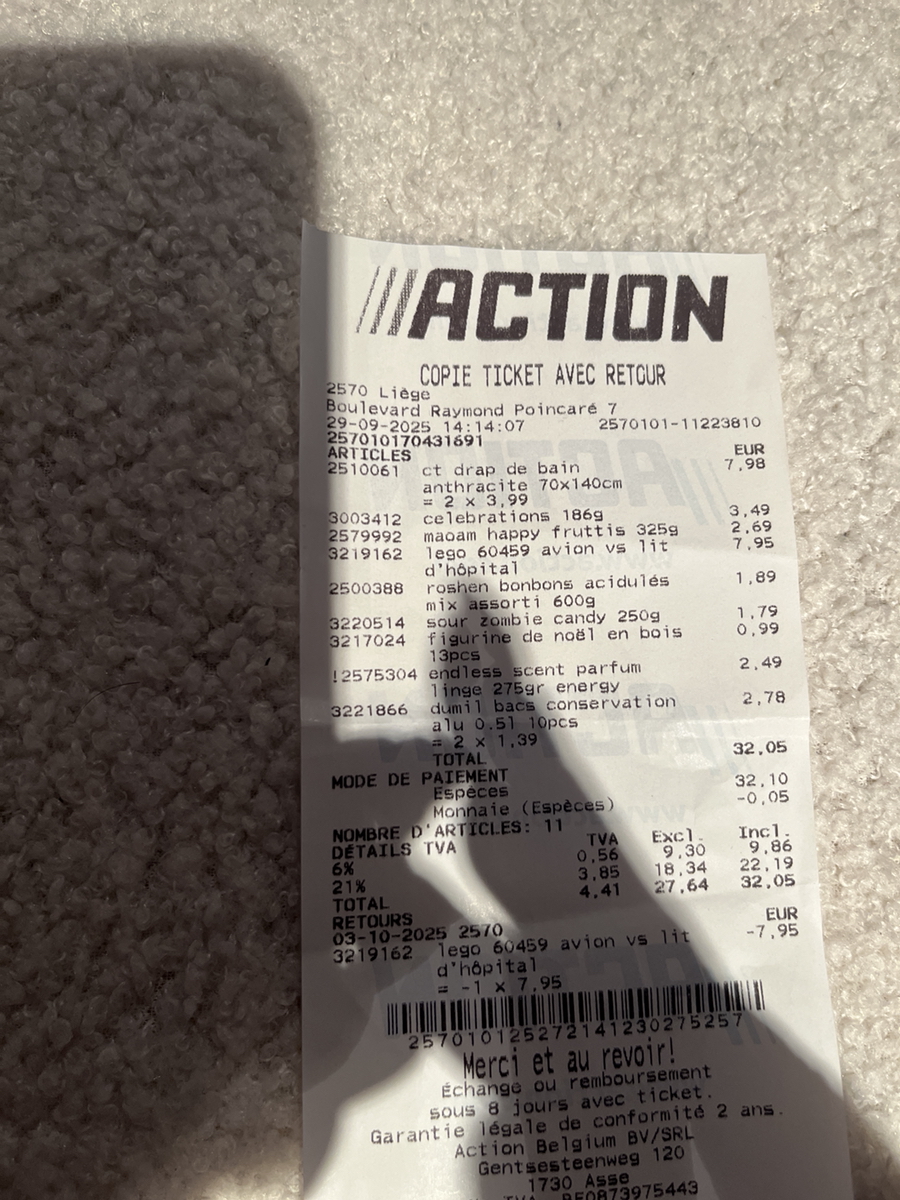 ///ACTION
COPIE TICKET AVEC RETOUR
2570 Liège
Boulevard Raymond Poincaré 7
29-09-2025 14:14:07 2570101-11223810
257010170431691
ARTICLES EUR
2510061 ct drap de bain 7,98
anthracite 70x140cm
= 2 x 3,99
3003412 celebrations 186g 3,49
2579992 maoam happy fruttis 325g 2,69
3219162 lego 60459 avion vs lit 7,95
d'hôpital
2500388 roshen bonbons acidulés 1,89
mix assorti 600g
3220514 sour zombie candy 250g 1,79
3217024 figurine de noël en bois 0,99
13pcs
!2575304 endless scent parfum 2,49
linge 275gr energy
3221866 dumil bacs conservation 2,78
alu 0.5l 10pcs
= 2 x 1,39
TOTAL 32,05
MODE DE PAIEMENT
Espèces 32,10
Monnaie (Espèces) -0,05
NOMBRE D'ARTICLES: 11
DÉTAILS TVA TVA Excl. Incl.
6% 0,56 9,30 9,86
21% 3,85 18,34 22,19
TOTAL 4,41 27,64 32,05
RETOURS EUR
03-10-2025 2570
3219162 lego 60459 avion vs lit -7,95
d'hôpital
= -1 x 7,95
257010125272141230275257
Merci et au revoir!
Échange ou remboursement
sous 8 jours avec ticket.
Garantie légale de conformité 2 ans.
Action Belgium BV/SRL
Gentsesteenweg 120
1730 Asse
TVA BE0873975443